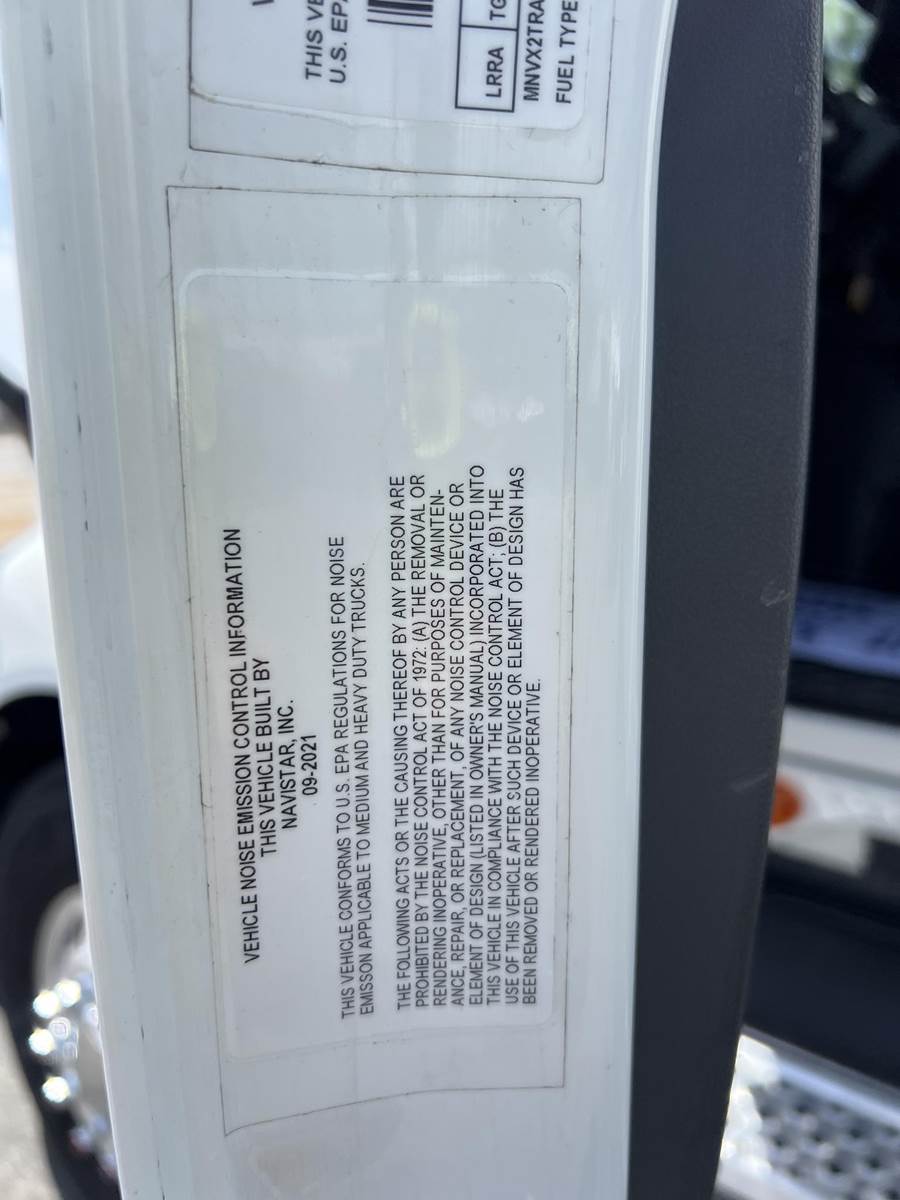 THIS VE
U.S. EPA
LRRA TG
MNVX2TRA
FUEL TYPE
VEHICLE NOISE EMISSION CONTROL INFORMATION
THIS VEHICLE BUILT BY
NAVISTAR, INC.
09-2021
THIS VEHICLE CONFORMS TO U.S. EPA REGULATIONS FOR NOISE
EMISSON APPLICABLE TO MEDIUM AND HEAVY DUTY TRUCKS.
THE FOLLOWING ACTS OR THE CAUSING THEREOF BY ANY PERSON ARE
PROHIBITED BY THE NOISE CONTROL ACT OF 1972: (A) THE REMOVAL OR
RENDERING INOPERATIVE, OTHER THAN FOR PURPOSES OF MAINTEN-
ANCE, REPAIR, OR REPLACEMENT, OF ANY NOISE CONTROL DEVICE OR
ELEMENT OF DESIGN (LISTED IN OWNER'S MANUAL) INCORPORATED INTO
THIS VEHICLE IN COMPLIANCE WITH THE NOISE CONTROL ACT; (B) THE
USE OF THIS VEHICLE AFTER SUCH DEVICE OR ELEMENT OF DESIGN HAS
BEEN REMOVED OR RENDERED INOPERATIVE.